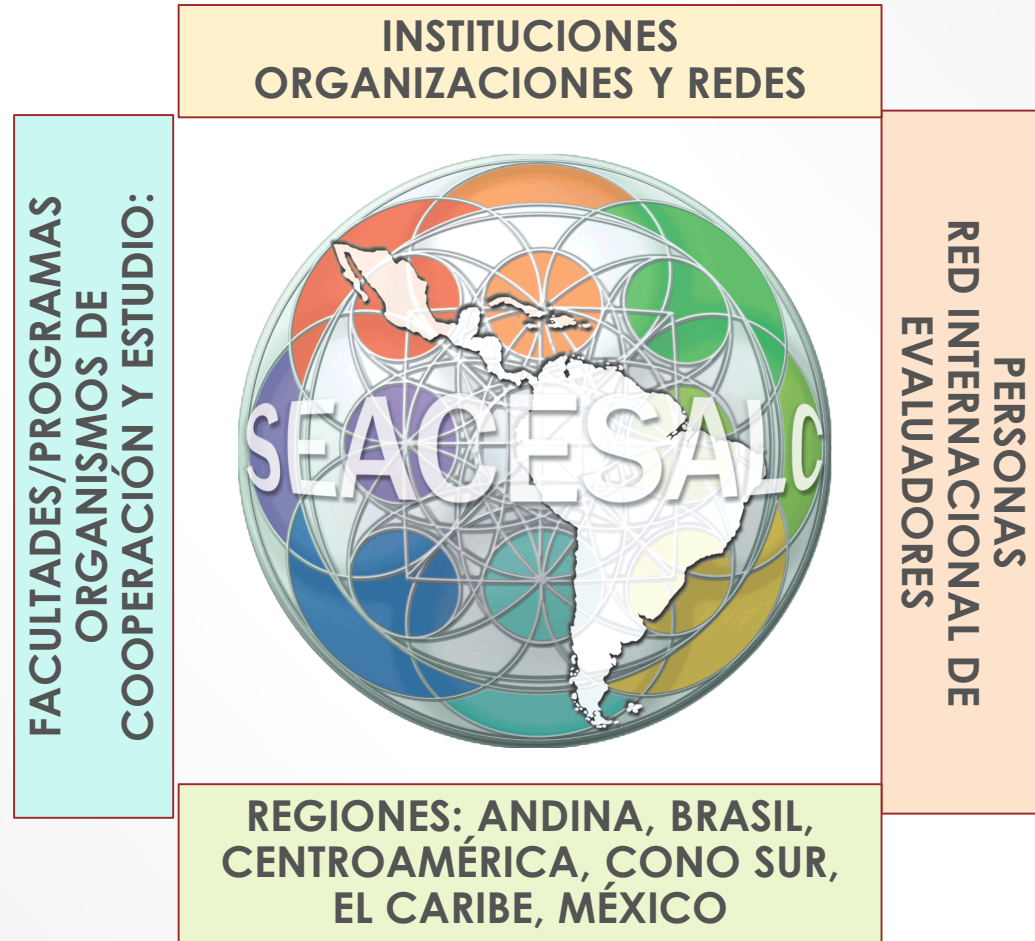 INSTITUCIONES
ORGANIZACIONES Y REDES
FACULTADES/PROGRAMAS
ORGANISMOS DE
COOPERACIÓN Y ESTUDIO:
SEACESALC
PERSONAS
RED INTERNACIONAL DE
EVALUADORES
REGIONES: ANDINA, BRASIL,
CENTROAMÉRICA, CONO SUR,
EL CARIBE, MÉXICO